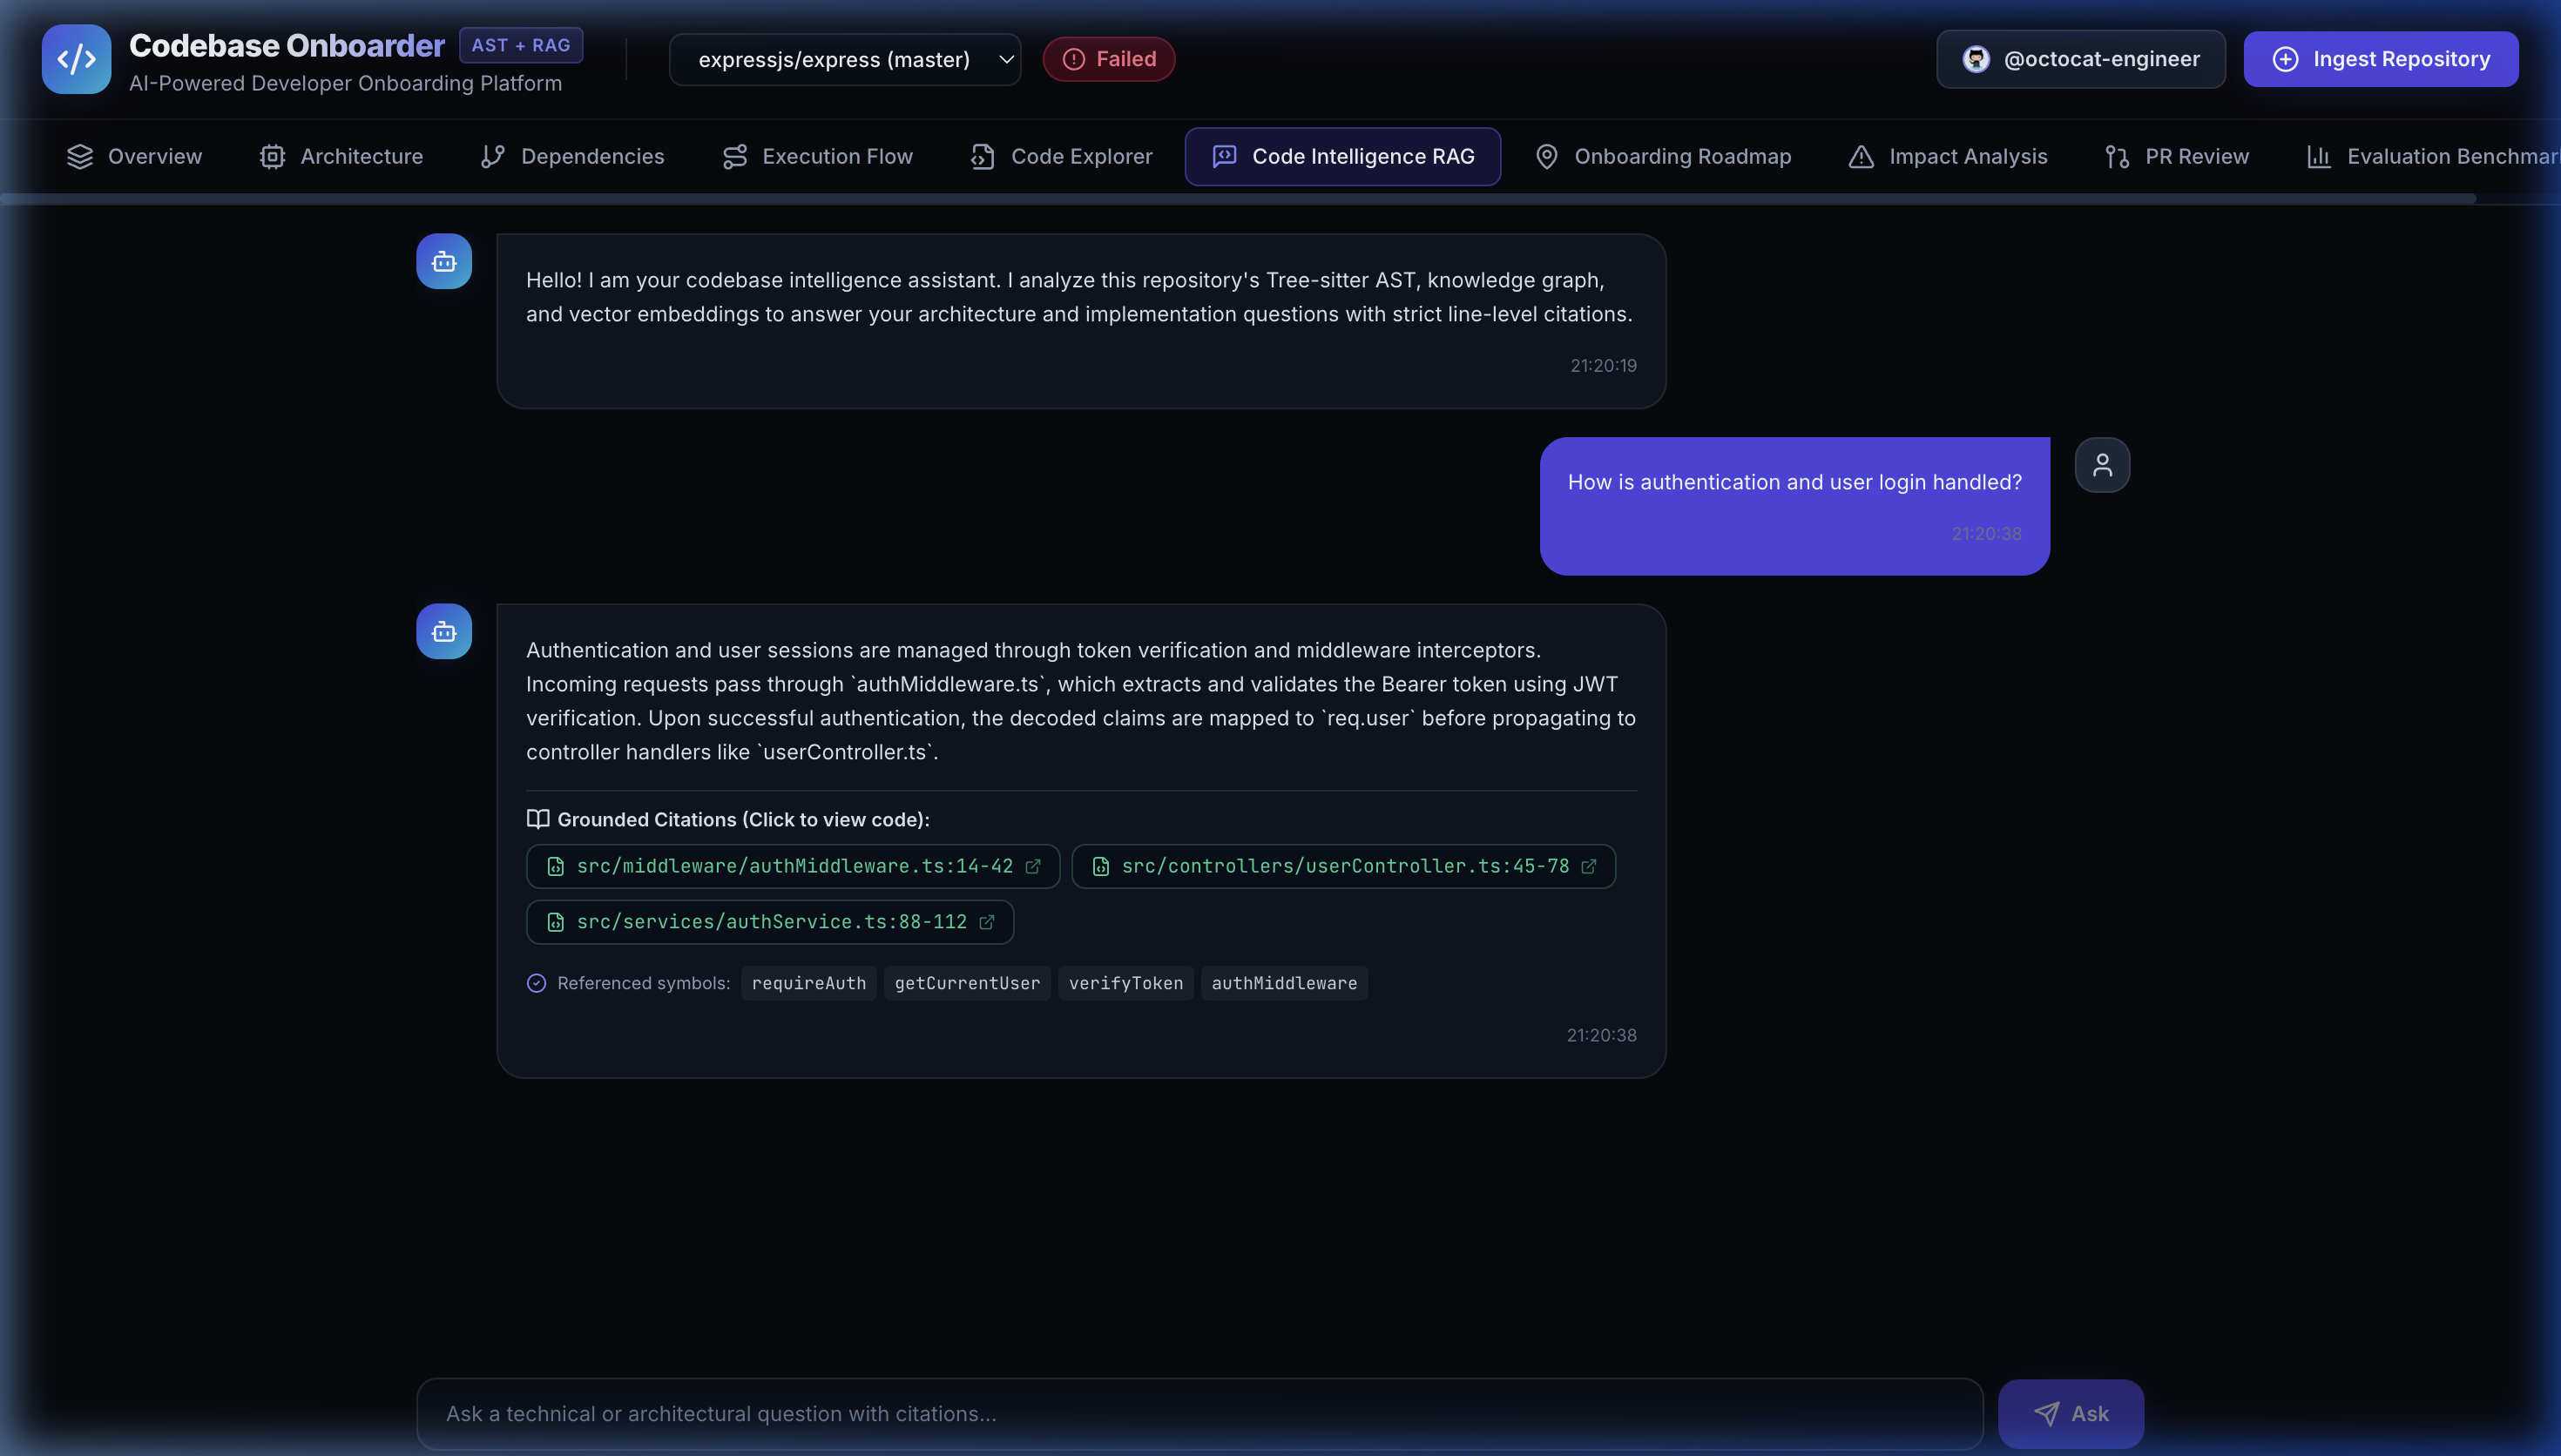 Codebase Onboarder
AST + RAG
AI-Powered Developer Onboarding Platform
expressjs/express (master)
Failed
@octocat-engineer
Ingest Repository
Overview
Architecture
Dependencies
Execution Flow
Code Explorer
Code Intelligence RAG
Onboarding Roadmap
Impact Analysis
PR Review
Evaluation Benchmar
Hello! I am your codebase intelligence assistant. I analyze this repository's Tree-sitter AST, knowledge graph,
and vector embeddings to answer your architecture and implementation questions with strict line-level citations.
21:20:19
How is authentication and user login handled?
21:20:38
Authentication and user sessions are managed through token verification and middleware interceptors.
Incoming requests pass through `authMiddleware.ts`, which extracts and validates the Bearer token using JWT
verification. Upon successful authentication, the decoded claims are mapped to `req.user` before propagating to
controller handlers like `userController.ts`.
Grounded Citations (Click to view code):
src/middleware/authMiddleware.ts:14-42
src/controllers/userController.ts:45-78
src/services/authService.ts:88-112
Referenced symbols: requireAuth getCurrentUser verifyToken authMiddleware
21:20:38
Ask a technical or architectural question with citations...
Ask